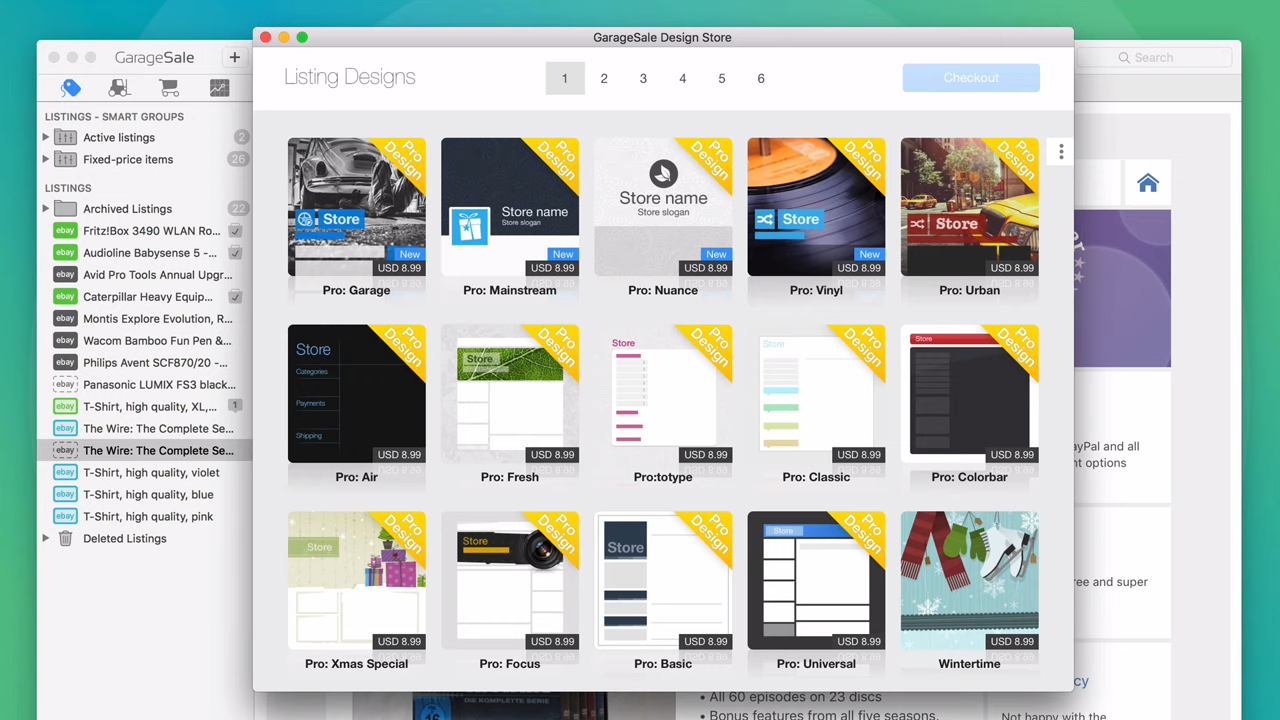 GarageSale
+
LISTINGS - SMART GROUPS
Active listings 2
Fixed-price items 26
LISTINGS
Archived Listings 22
ebay Fritz!Box 3490 WLAN Ro...
ebay Audioline Babysense 5 -...
ebay Avid Pro Tools Annual Upgr...
ebay Caterpillar Heavy Equip...
ebay Montis Explore Evolution, R...
ebay Wacom Bamboo Fun Pen &...
ebay Philips Avent SCF870/20 -...
ebay Panasonic LUMIX FS3 black...
ebay T-Shirt, high quality, XL,... 1
ebay The Wire: The Complete Se...
ebay The Wire: The Complete Se...
ebay T-Shirt, high quality, violet
ebay T-Shirt, high quality, blue
ebay T-Shirt, high quality, pink
Deleted Listings
GarageSale Design Store
Listing Designs
1 2 3 4 5 6
Checkout
Search
Pro Design
Store
New
USD 8.99
Pro: Garage
Pro Design
Store name
Store slogan
New
USD 8.99
Pro: Mainstream
Pro Design
Store name
Store slogan
New
USD 8.99
Pro: Nuance
Pro Design
Store
New
USD 8.99
Pro: Vinyl
Pro Design
Store
USD 8.99
Pro: Urban
Pro Design
Store
Categories
Payments
Shipping
USD 8.99
Pro: Air
Pro Design
Store
USD 8.99
Pro: Fresh
Pro Design
Store
USD 8.99
Pro:totype
Pro Design
Store
USD 8.99
Pro: Classic
Pro Design
Store
USD 8.99
Pro: Colorbar
Pro Design
Store
USD 8.99
Pro: Xmas Special
Pro Design
Store
USD 8.99
Pro: Focus
Pro Design
Store
USD 8.99
Pro: Basic
Pro Design
Store
USD 8.99
Pro: Universal
USD 8.99
Wintertime
ayPal and all
nt options
ree and super
cy
Not happy with the
DIE KOMPLETTE SERIE
16
• All 60 episodes on 23 discs
• Bonus features from all five seasons,